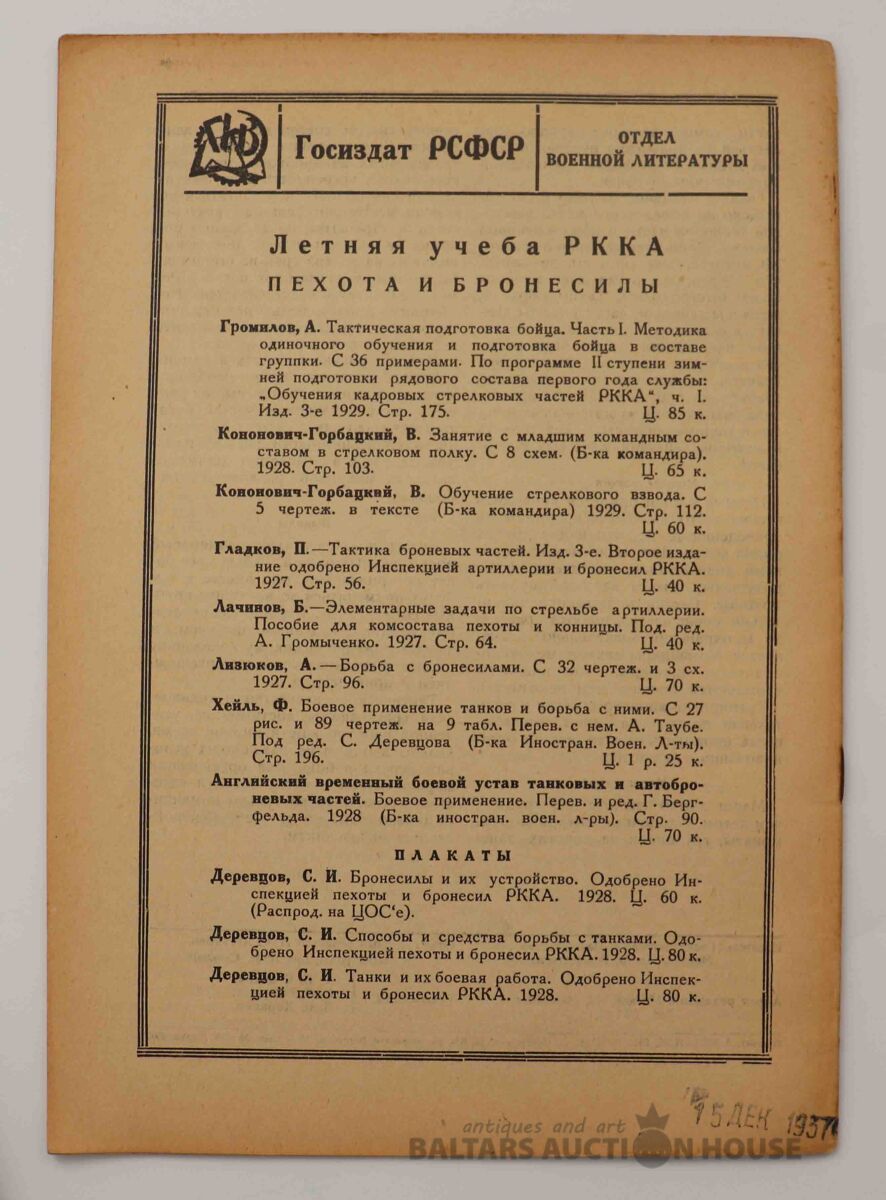 Госиздат РСФСР
ОТДЕЛ
ВОЕННОЙ ЛИТЕРАТУРЫ
Летняя учеба РККА
ПЕХОТА И БРОНЕСИЛЫ
Громилов, А. Тактическая подготовка бойца. Часть I. Методика
одиночного обучения и подготовка бойца в составе
группки. С 36 примерами. По программе II ступени зим-
ней подготовки рядового состава первого года службы:
„Обучения кадровых стрелковых частей РККА“, ч. I.
Изд. 3-е 1929. Стр. 175. Ц. 85 к.
Кононович-Горбацкий, В. Занятие с младшим командным со-
ставом в стрелковом полку. С 8 схем. (Б-ка командира).
1928. Стр. 103. Ц. 65 к.
Кононович-Горбацкий, В. Обучение стрелкового взвода. С
5 чертеж. в тексте (Б-ка командира) 1929. Стр. 112.
Ц. 60 к.
Гладков, П.—Тактика броневых частей. Изд. 3-е. Второе изда-
ние одобрено Инспекцией артиллерии и бронесил РККА.
1927. Стр. 56. Ц. 40 к.
Лачинов, Б.—Элементарные задачи по стрельбе артиллерии.
Пособие для комсостава пехоты и конницы. Под. ред.
А. Громыченко. 1927. Стр. 64. Ц. 40 к.
Лизюков, А.—Борьба с бронесилами. С 32 чертеж. и 3 сх.
1927. Стр. 96. Ц. 70 к.
Хейль, Ф. Боевое применение танков и борьба с ними. С 27
рис. и 89 чертеж. на 9 табл. Перев. с нем. А. Таубе.
Под ред. С. Деревцова (Б-ка Иностран. Воен. Л-ты).
Стр. 196. Ц. 1 р. 25 к.
Английский временный боевой устав танковых и автобро-
невых частей. Боевое применение. Перев. и ред. Г. Берг-
фельда. 1928 (Б-ка иностран. воен. л-ры). Стр. 90.
Ц. 70 к.
ПЛАКАТЫ
Деревцов, С. И. Бронесилы и их устройство. Одобрено Ин-
спекцией пехоты и бронесил РККА. 1928. Ц. 60 к.
(Распрод. на ЦОС‘е).
Деревцов, С. И. Способы и средства борьбы с танками. Одо-
брено Инспекцией пехоты и бронесил РККА. 1928. Ц. 80 к.
Деревцов, С. И. Танки и их боевая работа. Одобрено Инспек-
цией пехоты и бронесил РККА. 1928. Ц. 80 к.
15 ДЕК 1937
antiques and art
BALTARS AUCTION HOUSE